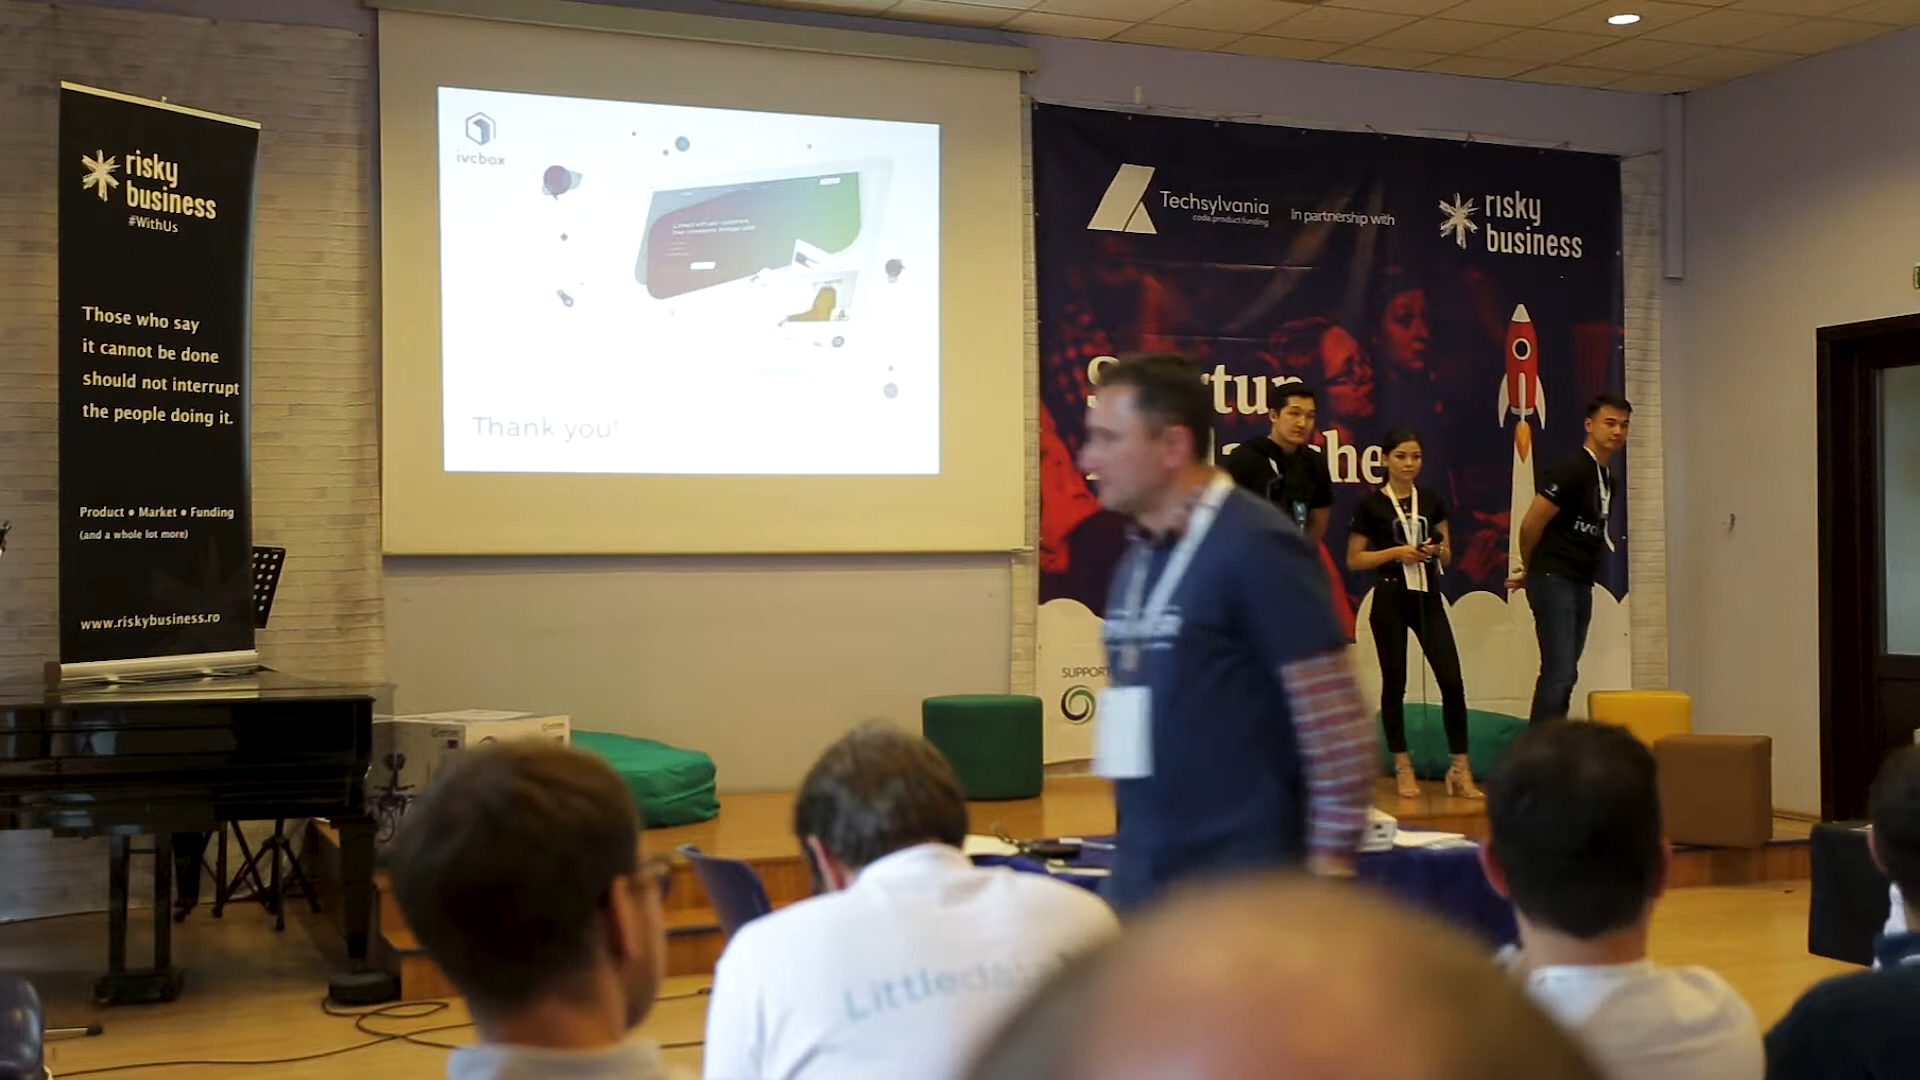 risky
business
#WithUs
Those who say
it cannot be done
should not interrupt
the people doing it.
Product • Market • Funding
(and a whole lot more)
www.riskybusiness.ro
ivcbox
Thank you!
Techsylvania
code.product.funding
In partnership with
risky
business
SUPPORT
Little